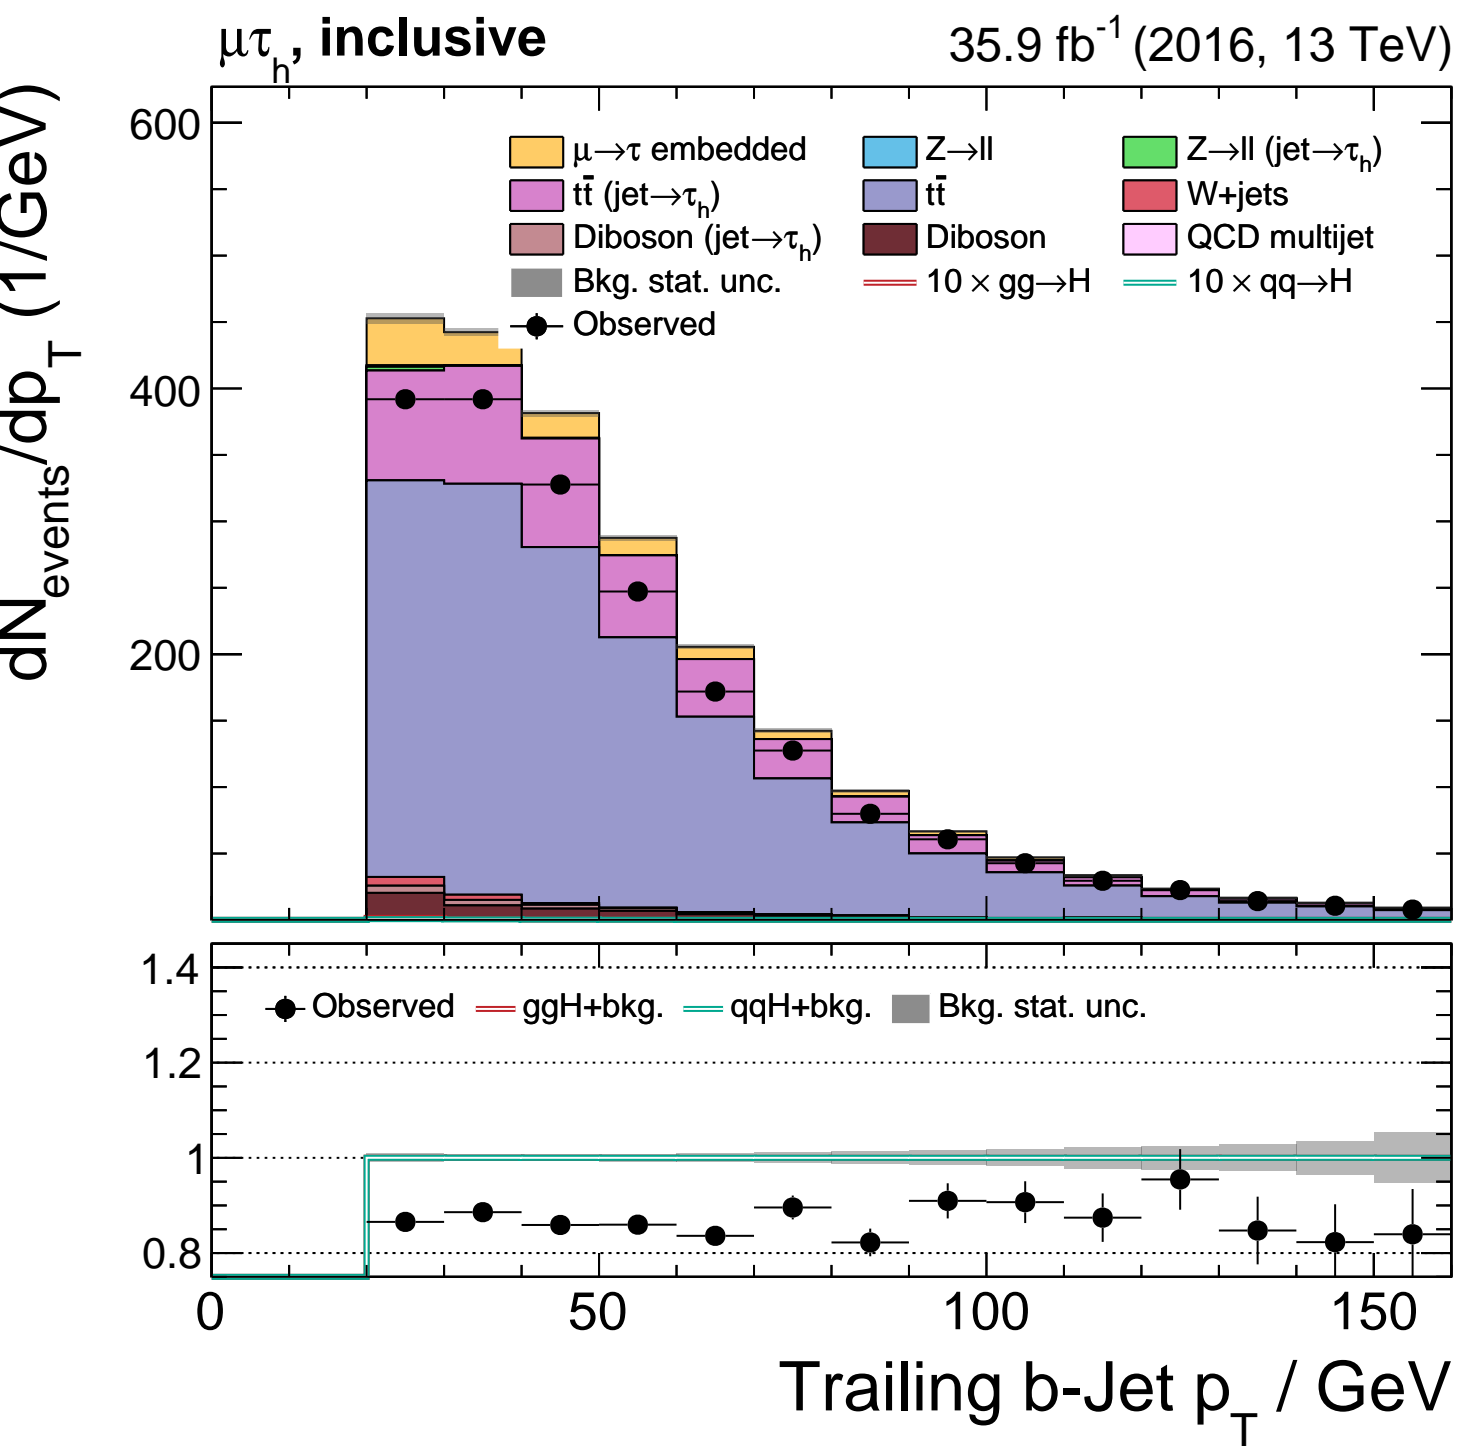 μτh, inclusive 35.9 fb-1 (2016, 13 TeV)
dNevents/dpT (1/GeV)
600
400
200
μ→τ embedded Z→ll Z→ll (jet→τh)
tt̄ (jet→τh) tt̄ W+jets
Diboson (jet→τh) Diboson QCD multijet
Bkg. stat. unc. 10 × gg→H 10 × qq→H
Observed
1.4
1.2
1
0.8
Observed ggH+bkg. qqH+bkg. Bkg. stat. unc.
0 50 100 150
Trailing b-Jet pT / GeV